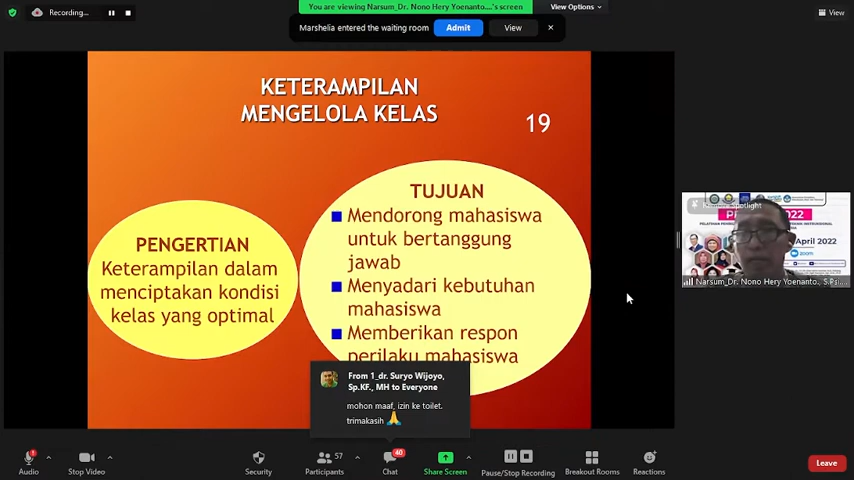 Recording...
You are viewing Narsum_Dr. Nono Hery Yoenanto....'s screen
View Options
View
Marshelia entered the waiting room
Admit
View
KETERAMPILAN
MENGELOLA KELAS
19
PENGERTIAN
Keterampilan dalam
menciptakan kondisi
kelas yang optimal
TUJUAN
Mendorong mahasiswa
untuk bertanggung
jawab
Menyadari kebutuhan
mahasiswa
Memberikan respon
perilaku mahasiswa
Spotlight
2022
April 2022
zoom
Narsum_Dr. Nono Hery Yoenanto., S.Psi...
From 1_dr. Suryo Wijoyo,
Sp.KF., MH to Everyone
mohon maaf, izin ke toilet.
trimakasih 🙏
Audio
Stop Video
Security
Participants
57
Chat
40
Share Screen
Pause/Stop Recording
Breakout Rooms
Reactions
Leave